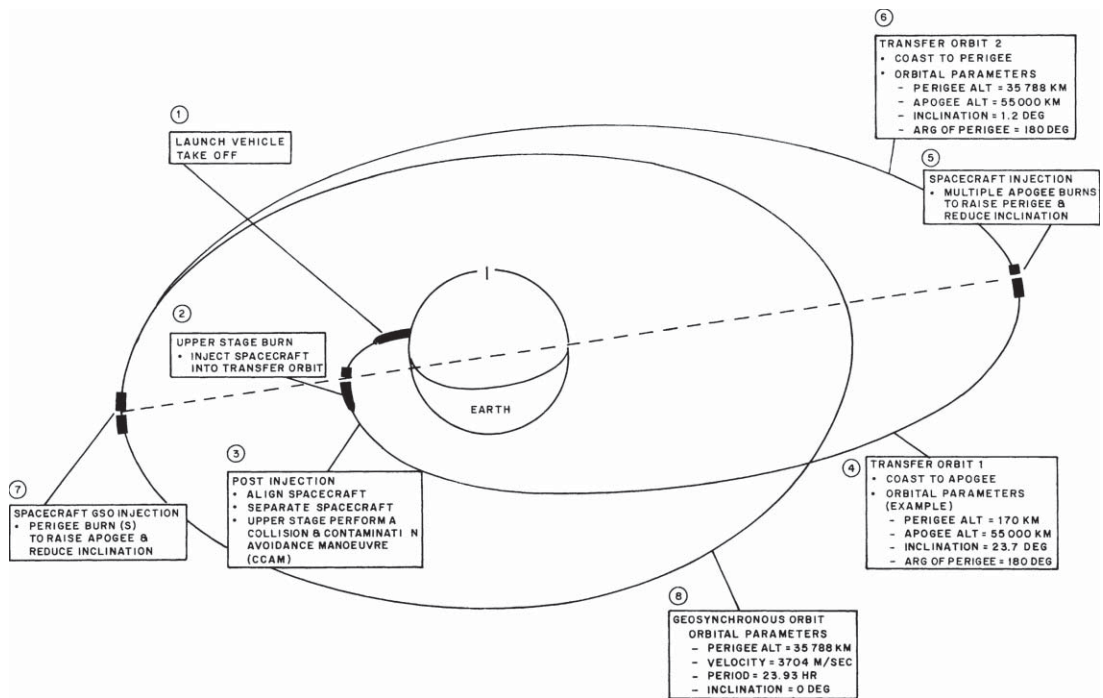 ①
LAUNCH VEHICLE
TAKE OFF
②
UPPER STAGE BURN
• INJECT SPACECRAFT
INTO TRANSFER ORBIT
③
POST INJECTION
• ALIGN SPACECRAFT
• SEPARATE SPACECRAFT
• UPPER STAGE PERFORM A
COLLISION & CONTAMINATI N
AVOIDANCE MANOEUVRE
(CCAM)
④
TRANSFER ORBIT 1
• COAST TO APOGEE
• ORBITAL PARAMETERS
(EXAMPLE)
– PERIGEE ALT = 170 KM
– APOGEE ALT = 55000 KM
– INCLINATION = 23.7 DEG
– ARG OF PERIGEE = 180 DEG
⑤
SPACECRAFT INJECTION
• MULTIPLE APOGEE BURNS
TO RAISE PERIGEE &
REDUCE INCLINATION
⑥
TRANSFER ORBIT 2
• COAST TO PERIGEE
• ORBITAL PARAMETERS
– PERIGEE ALT = 35 788 KM
– APOGEE ALT = 55000 KM
– INCLINATION = 1.2 DEG
– ARG OF PERIGEE = 180 DEG
⑦
SPACECRAFT GSO INJECTION
• PERIGEE BURN (S)
TO RAISE APOGEE &
REDUCE INCLINATION
⑧
GEOSYNCHRONOUS ORBIT
ORBITAL PARAMETERS
– PERIGEE ALT = 35 788 KM
– VELOCITY = 3704 M/SEC
– PERIOD = 23.93 HR
– INCLINATION = 0 DEG
EARTH